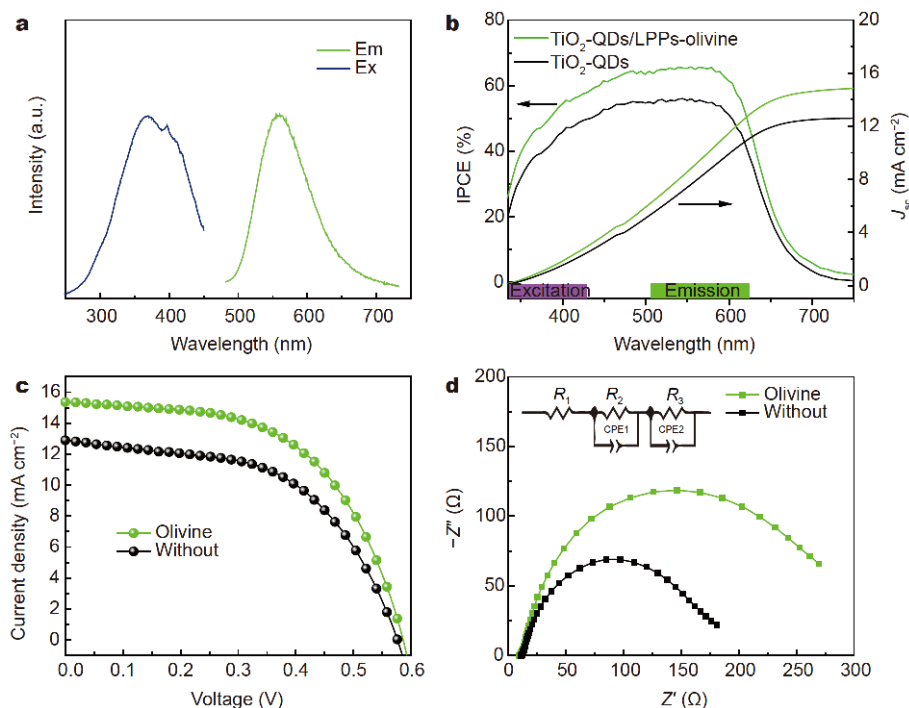 a
Em
Ex
Intensity (a.u.)
300 400 500 600 700
Wavelength (nm)
b
TiO₂-QDs/LPPs-olivine
TiO₂-QDs
80
60
40
20
0
IPCE (%)
20
16
12
8
4
0
Jsc (mA cm⁻²)
Excitation
Emission
400 500 600 700
Wavelength (nm)
c
16
14
12
10
8
6
4
2
0
Current density (mA cm⁻²)
Olivine
Without
0.0 0.1 0.2 0.3 0.4 0.5 0.6
Voltage (V)
d
200
150
100
50
0
−Z″ (Ω)
R₁ R₂ R₃
CPE1 CPE2
Olivine
Without
0 50 100 150 200 250 300
Z′ (Ω)